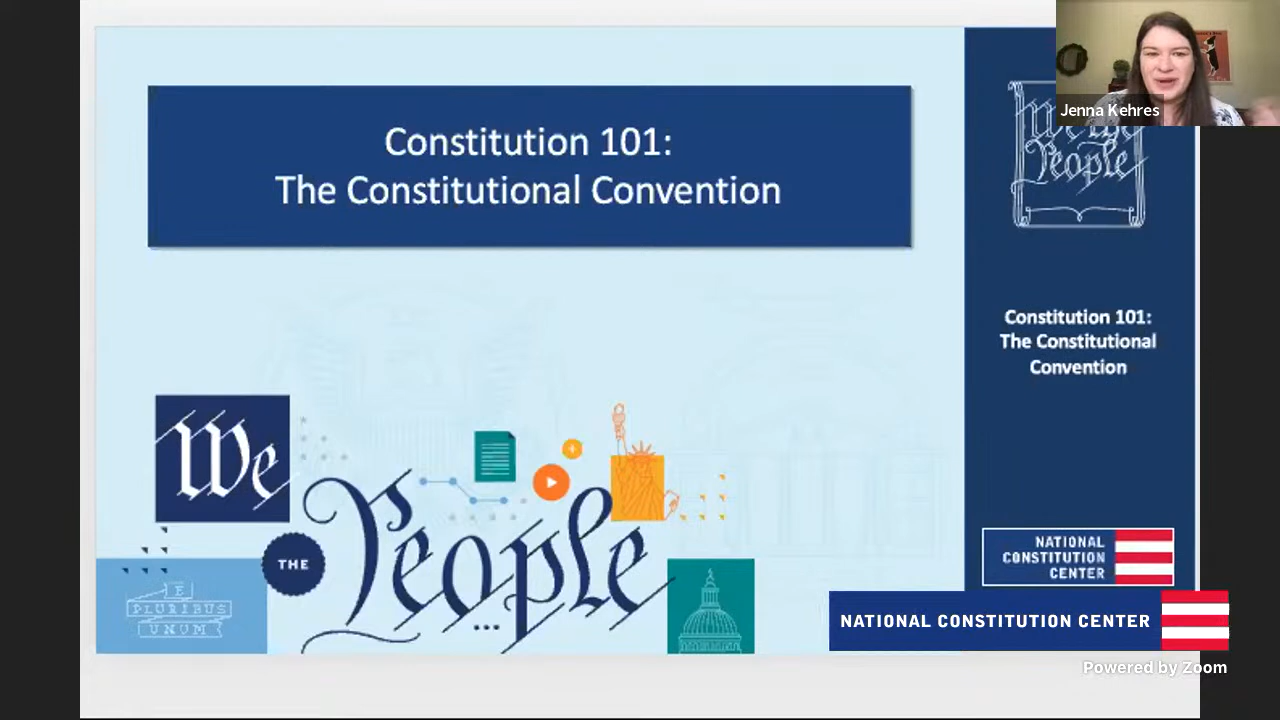 Constitution 101:
The Constitutional Convention
Jenna Kehres
We the
People
Constitution 101:
The Constitutional
Convention
We
THE
People
...
E
PLURIBUS
UNUM
NATIONAL
CONSTITUTION
CENTER
NATIONAL CONSTITUTION CENTER
Powered by Zoom